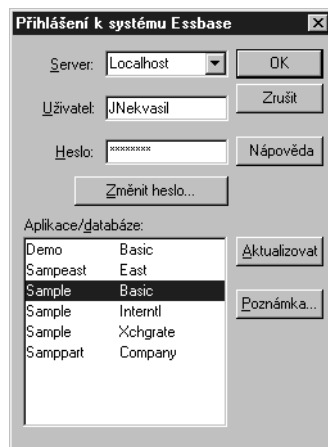 Přihlášení k systému Essbase
Server: Localhost OK
Uživatel: JNekvasil Zrušit
Heslo: ******** Nápověda
Změnit heslo...
Aplikace/databáze:
Demo Basic Aktualizovat
Sampeast East
Sample Basic
Sample Interntl Poznámka...
Sample Xchgrate
Samppart Company